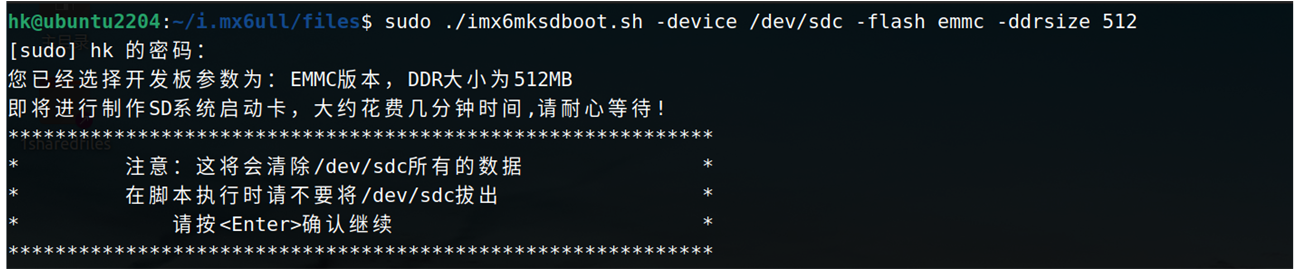 hk@ubuntu2204:~/i.mx6ull/files$ sudo ./imx6mksdboot.sh -device /dev/sdc -flash emmc -ddrsize 512
[sudo] hk 的密码：
您已经选择开发板参数为：EMMC版本，DDR大小为512MB
即将进行制作SD系统启动卡，大约花费几分钟时间,请耐心等待!
************************************************************
*         注意：这将会清除/dev/sdc所有的数据               *
*         在脚本执行时请不要将/dev/sdc拔出                 *
*             请按<Enter>确认继续                          *
************************************************************
主目录
fsharedfiles